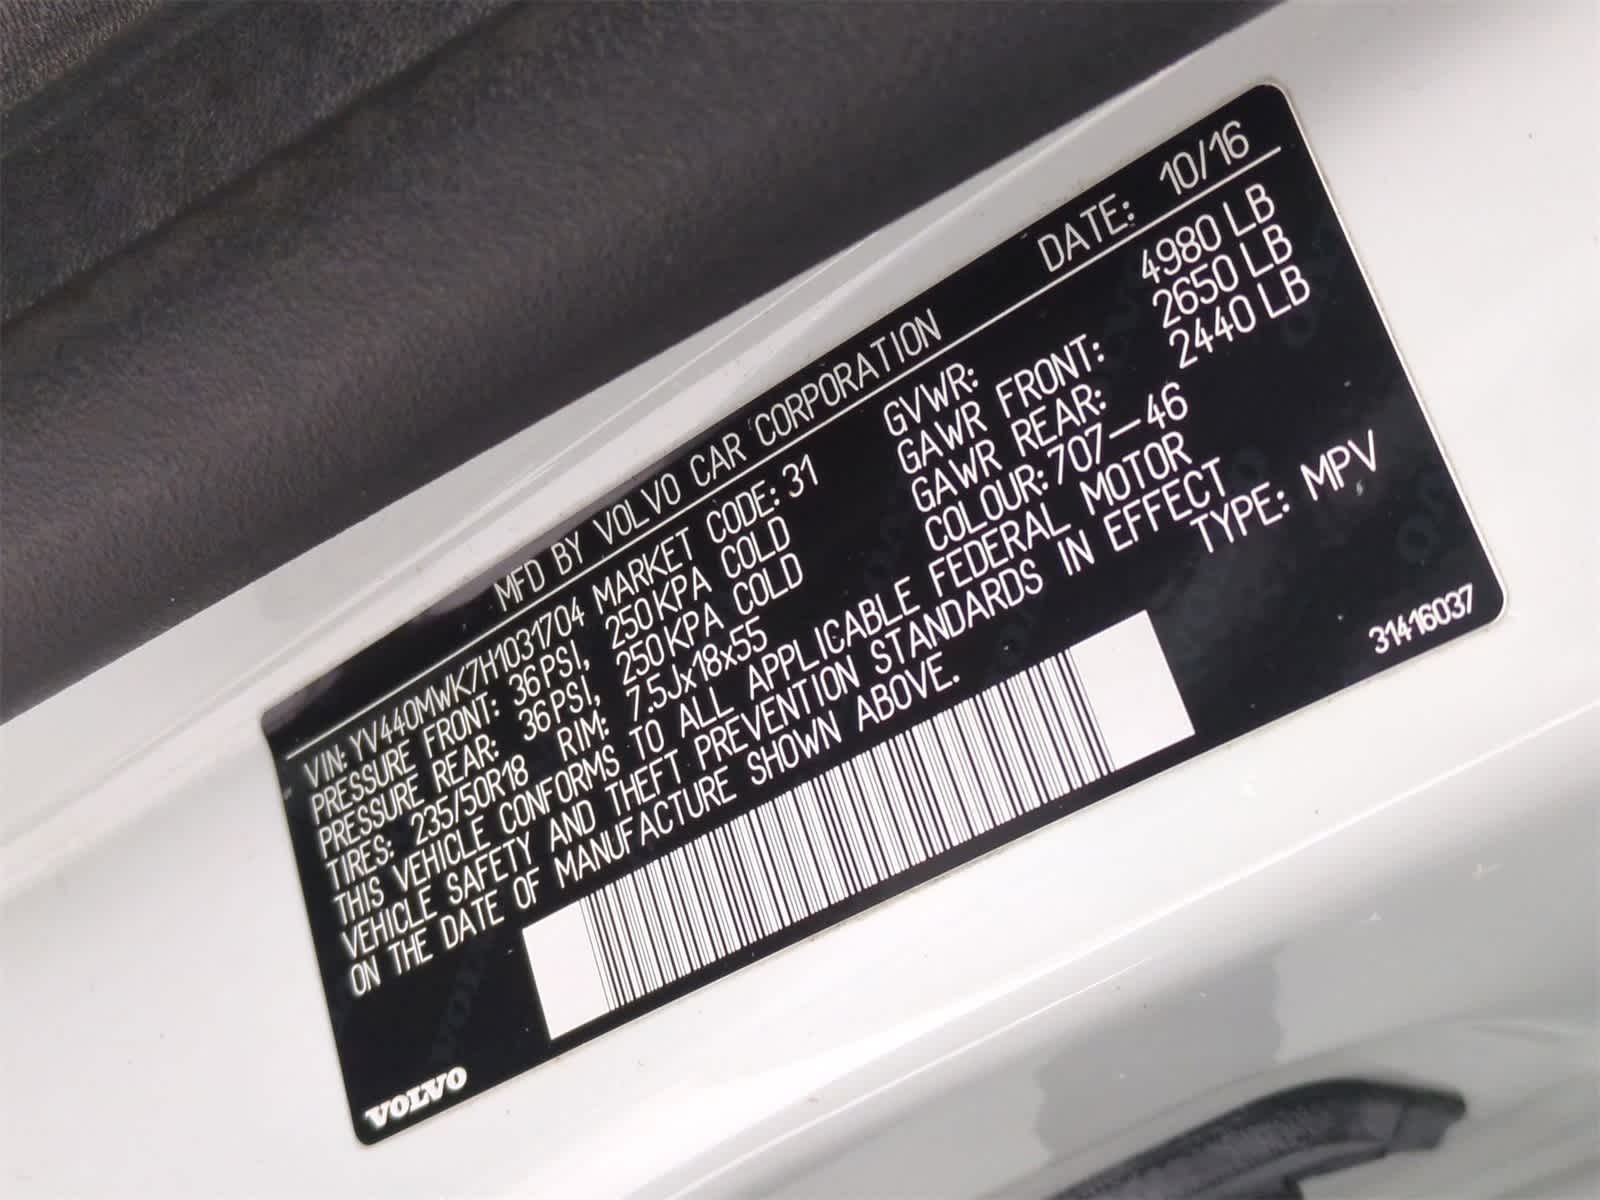 MFD BY VOLVO CAR CORPORATION DATE: 10/16
VIN: YV440MWK7H1031704 MARKET CODE: 31 GVWR: 4980 LB
PRESSURE FRONT: 36 PSI, 250 KPA COLD GAWR FRONT: 2650 LB
PRESSURE REAR: 36 PSI, 250 KPA COLD GAWR REAR: 2440 LB
TIRES: 235/50R18 RIM: 7.5Jx18x55 COLOUR: 707-46
THIS VEHICLE CONFORMS TO ALL APPLICABLE FEDERAL MOTOR
VEHICLE SAFETY AND THEFT PREVENTION STANDARDS IN EFFECT
ON THE DATE OF MANUFACTURE SHOWN ABOVE. TYPE: MPV
31416037
VOLVO